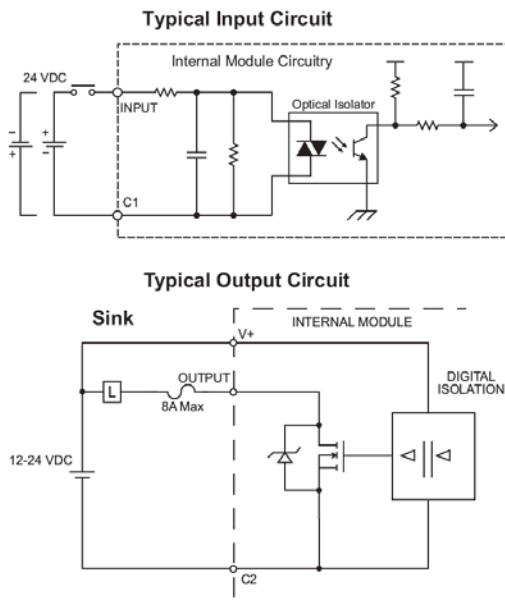 Typical Input Circuit
Internal Module Circuitry
24 VDC
INPUT
Optical Isolator
− +
+ −
C1
Typical Output Circuit
Sink
INTERNAL MODULE
V+
OUTPUT
DIGITAL
ISOLATION
L
8A Max
12-24 VDC
C2